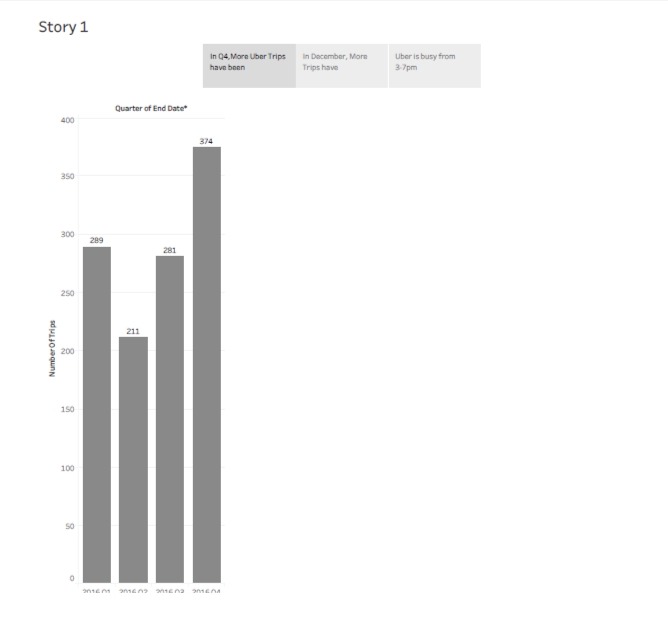 Story 1
In Q4,More Uber Trips
have been
In December, More
Trips have
Uber is busy from
3-7pm
Quarter of End Date*
400
350
300
250
200
150
100
50
0
Number Of Trips
289
211
281
374
2016 Q1 2016 Q2 2016 Q3 2016 Q4